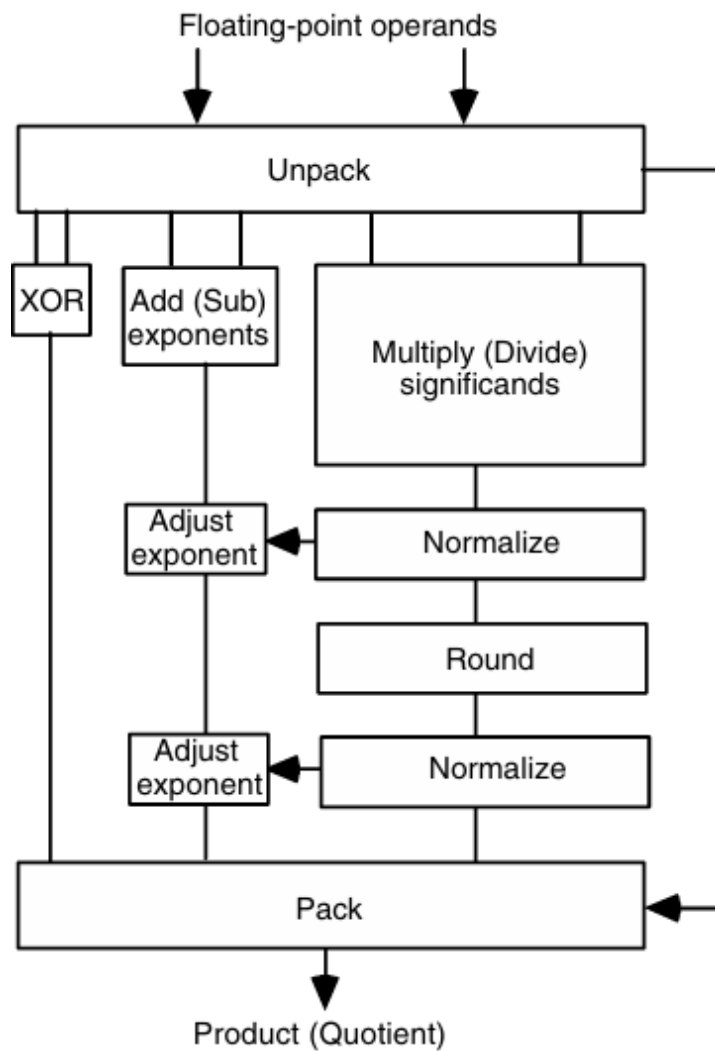 Floating-point operands
Unpack
XOR
Add (Sub)
exponents
Multiply (Divide)
significands
Adjust
exponent
Normalize
Round
Adjust
exponent
Normalize
Pack
Product (Quotient)